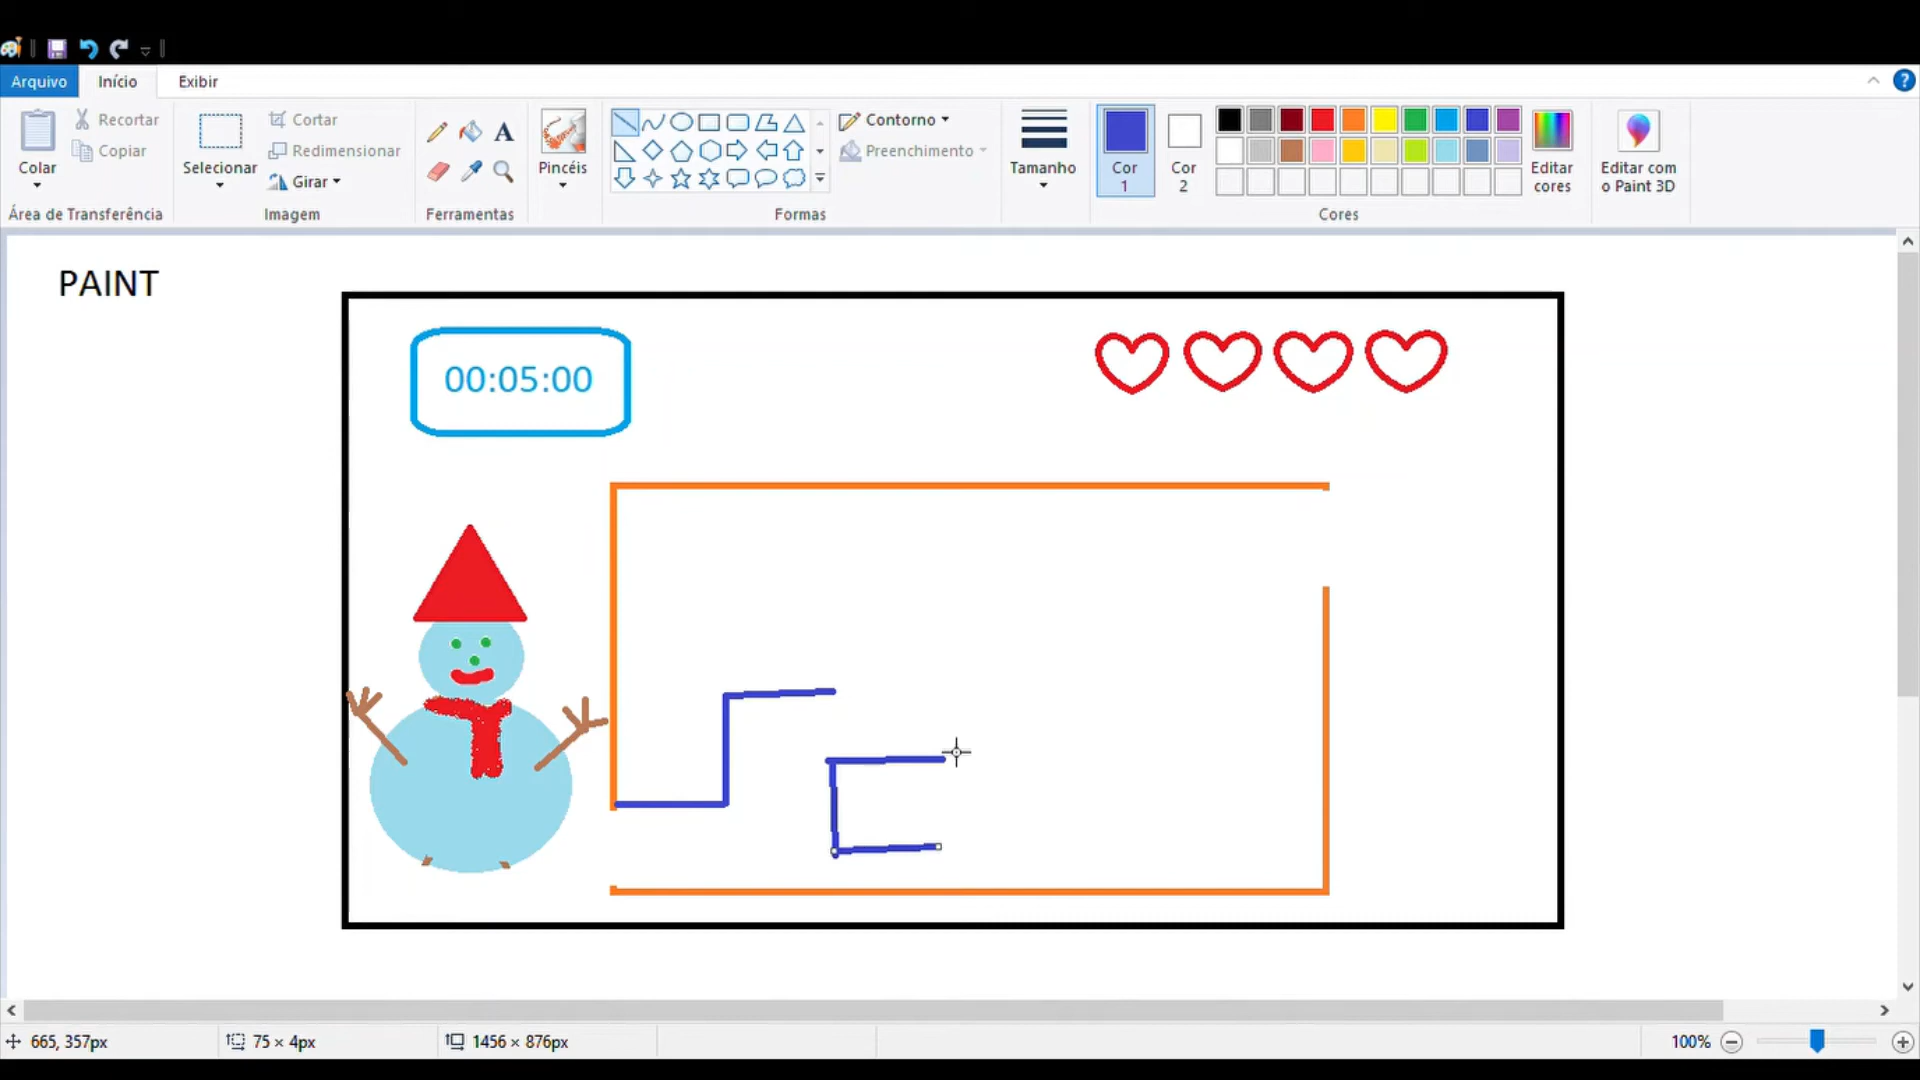 Arquivo Início Exibir
Colar
Recortar
Copiar
Área de Transferência
Selecionar
Cortar
Redimensionar
Girar
Imagem
A
Ferramentas
Pincéis
Contorno
Preenchimento
Formas
Tamanho
Cor
1
Cor
2
Editar
cores
Cores
Editar com
o Paint 3D
?
PAINT
00:05:00
665, 357px
75 × 4px
1456 × 876px
100%